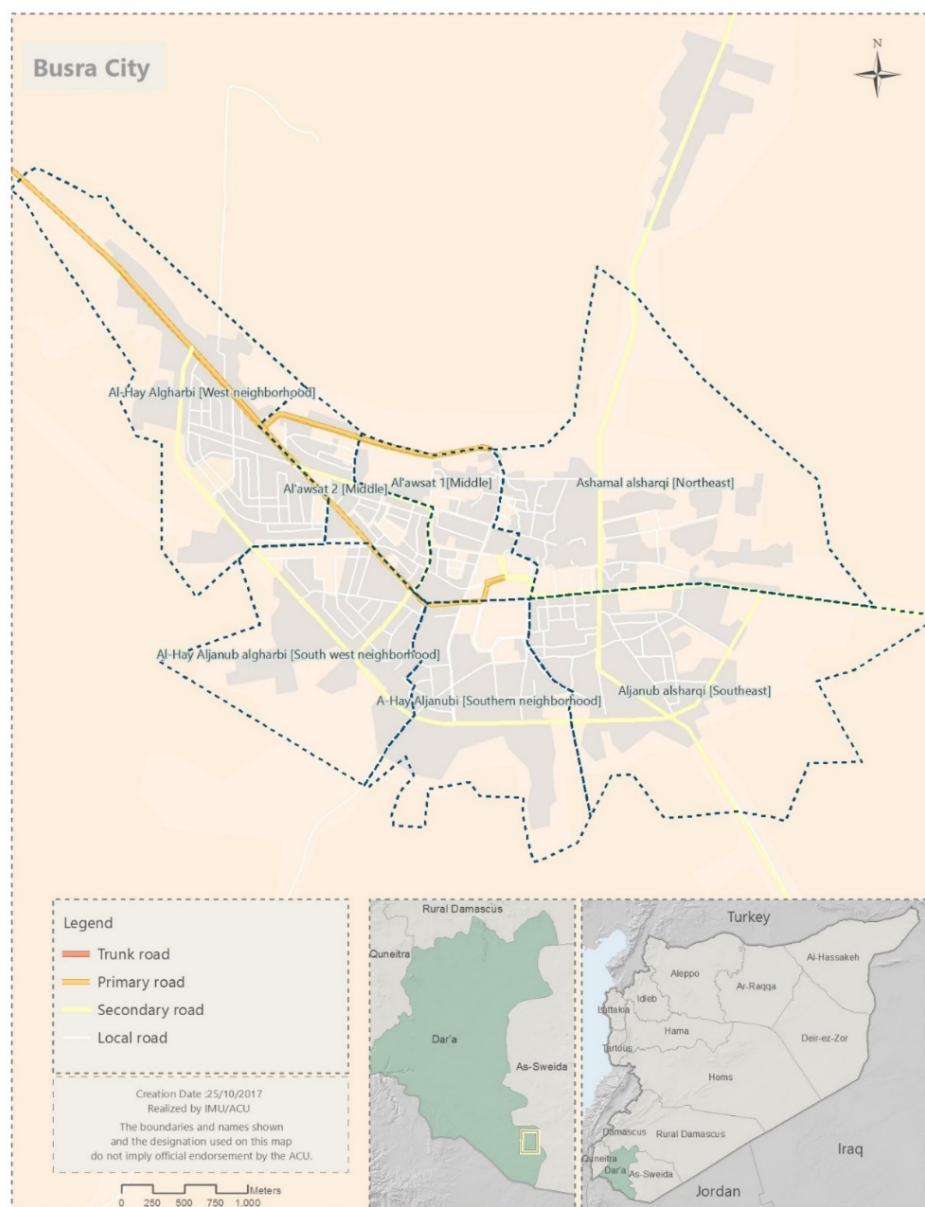 Busra City
N
Al-Hay Algharbi [West neighborhood]
Al'awsat 2 [Middle]
Al'awsat 1[Middle]
Ashamal alsharqi [Northeast]
Al-Hay Aljanub algharbi [South west neighborhood]
A-Hay Aljanubi [Southern neighborhood]
Aljanub alsharqi [Southeast]
Legend
Trunk road
Primary road
Secondary road
Local road
Creation Date :25/10/2017
Realized by IMU/ACU
The boundaries and names shown
and the designation used on this map
do not imply official endorsement by the ACU.
Meters
0 250 500 750 1,000
Rural Damascus
Quneitra
Dar'a
As-Sweida
Turkey
Al-Hassakeh
Aleppo
Ar-Raqqa
Idleb
Lattakia
Hama
Deir-ez-Zor
Tartous
Homs
Damascus
Rural Damascus
Quneitra
Dar'a
As-Sweida
Iraq
Jordan